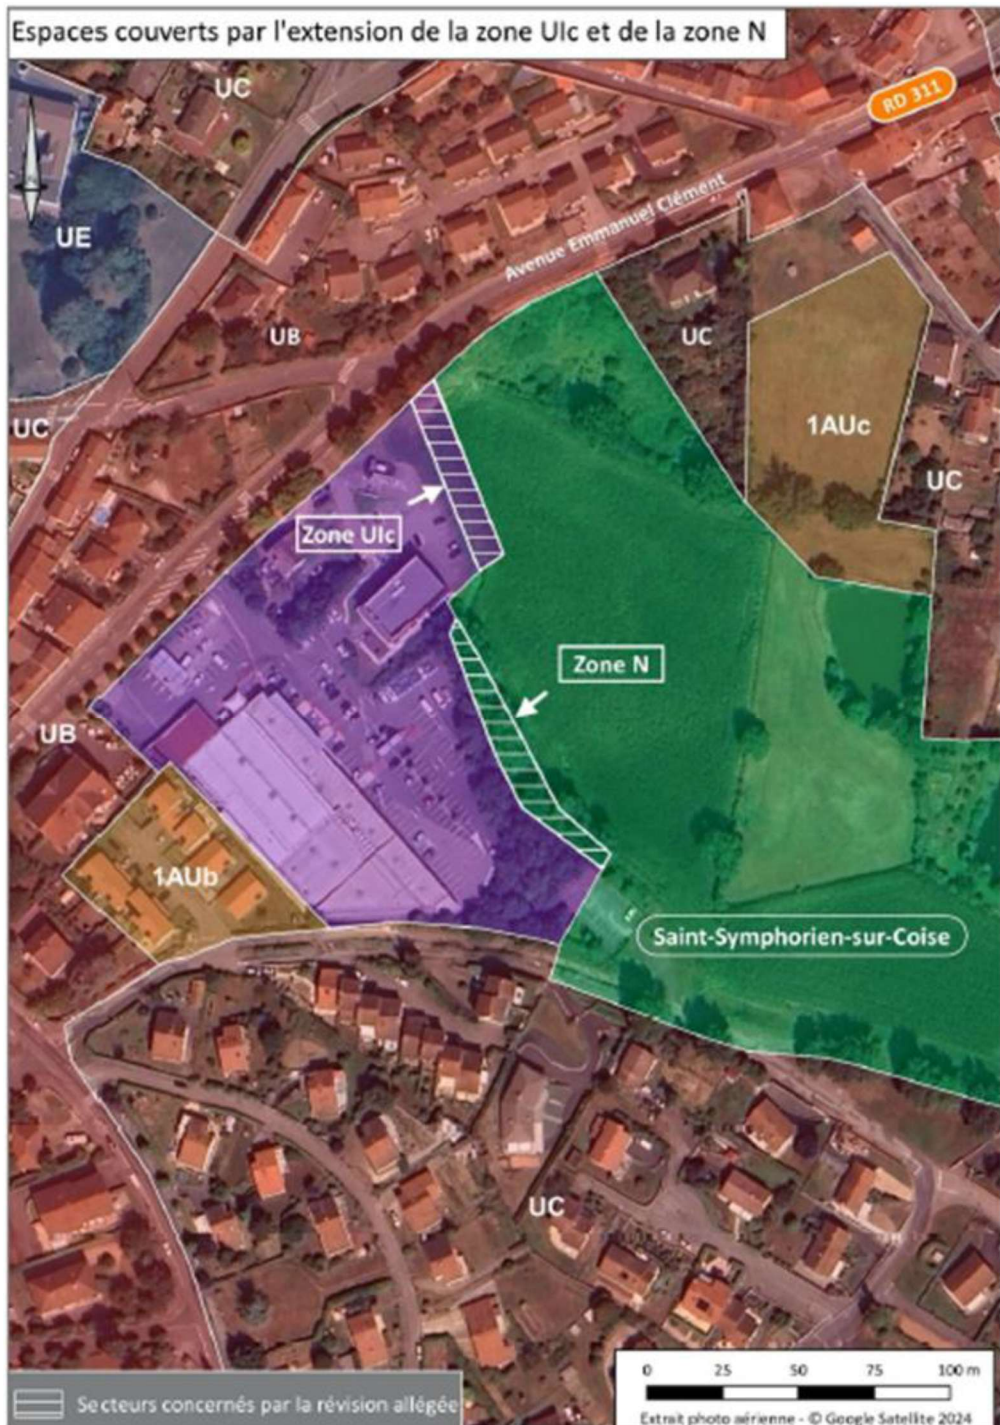 Espaces couverts par l'extension de la zone UIc et de la zone N
UC
RD 311
Avenue Emmanuel Clément
UE
UB
UC
UC
1AUc
UC
Zone UIc
Zone N
UB
1AUb
Saint-Symphorien-sur-Coise
UC
Secteurs concernés par la révision allégée
0 25 50 75 100 m
Extrait photo aérienne - © Google Satellite 2024